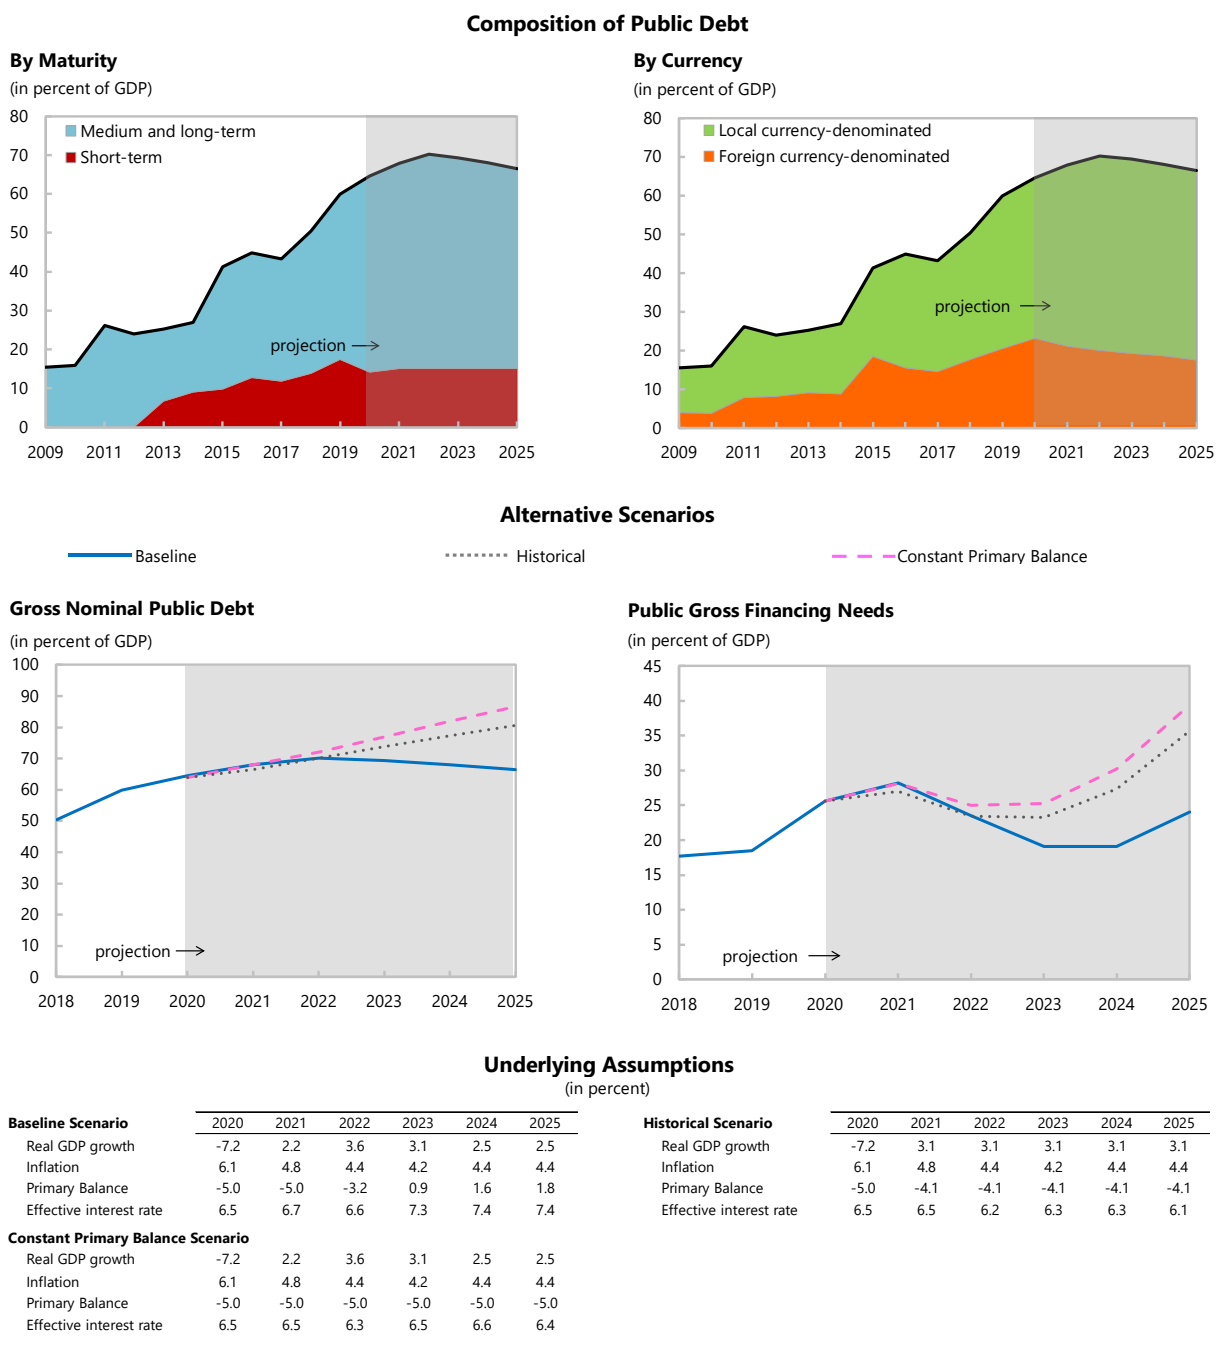 Composition of Public Debt
By Maturity
(in percent of GDP)
80
70
60
50
40
30
20
10
0
Medium and long-term
Short-term
projection
2009 2011 2013 2015 2017 2019 2021 2023 2025
By Currency
(in percent of GDP)
80
70
60
50
40
30
20
10
0
Local currency-denominated
Foreign currency-denominated
projection
2009 2011 2013 2015 2017 2019 2021 2023 2025
Alternative Scenarios
Baseline Historical Constant Primary Balance
Gross Nominal Public Debt
(in percent of GDP)
100
90
80
70
60
50
40
30
20
10
0
projection
2018 2019 2020 2021 2022 2023 2024 2025
Public Gross Financing Needs
(in percent of GDP)
45
40
35
30
25
20
15
10
5
0
projection
2018 2019 2020 2021 2022 2023 2024 2025
Underlying Assumptions
(in percent)
Baseline Scenario 2020 2021 2022 2023 2024 2025
Real GDP growth -7.2 2.2 3.6 3.1 2.5 2.5
Inflation 6.1 4.8 4.4 4.2 4.4 4.4
Primary Balance -5.0 -5.0 -3.2 0.9 1.6 1.8
Effective interest rate 6.5 6.7 6.6 7.3 7.4 7.4
Constant Primary Balance Scenario
Real GDP growth -7.2 2.2 3.6 3.1 2.5 2.5
Inflation 6.1 4.8 4.4 4.2 4.4 4.4
Primary Balance -5.0 -5.0 -5.0 -5.0 -5.0 -5.0
Effective interest rate 6.5 6.5 6.3 6.5 6.6 6.4
Historical Scenario 2020 2021 2022 2023 2024 2025
Real GDP growth -7.2 3.1 3.1 3.1 3.1 3.1
Inflation 6.1 4.8 4.4 4.2 4.4 4.4
Primary Balance -5.0 -4.1 -4.1 -4.1 -4.1 -4.1
Effective interest rate 6.5 6.5 6.2 6.3 6.3 6.1